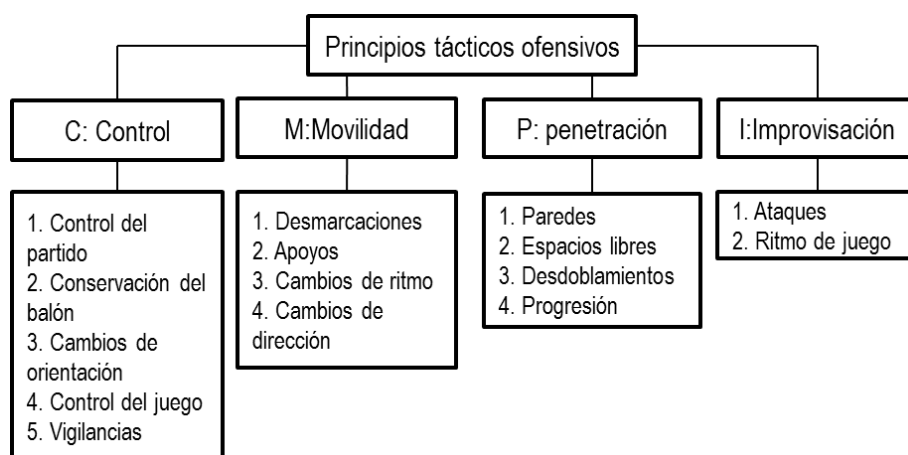 Principios tácticos ofensivos
C: Control
M:Movilidad
P: penetración
I:Improvisación
1. Control del
partido
2. Conservación del
balón
3. Cambios de
orientación
4. Control del juego
5. Vigilancias
1. Desmarcaciones
2. Apoyos
3. Cambios de ritmo
4. Cambios de
dirección
1. Paredes
2. Espacios libres
3. Desdoblamientos
4. Progresión
1. Ataques
2. Ritmo de juego